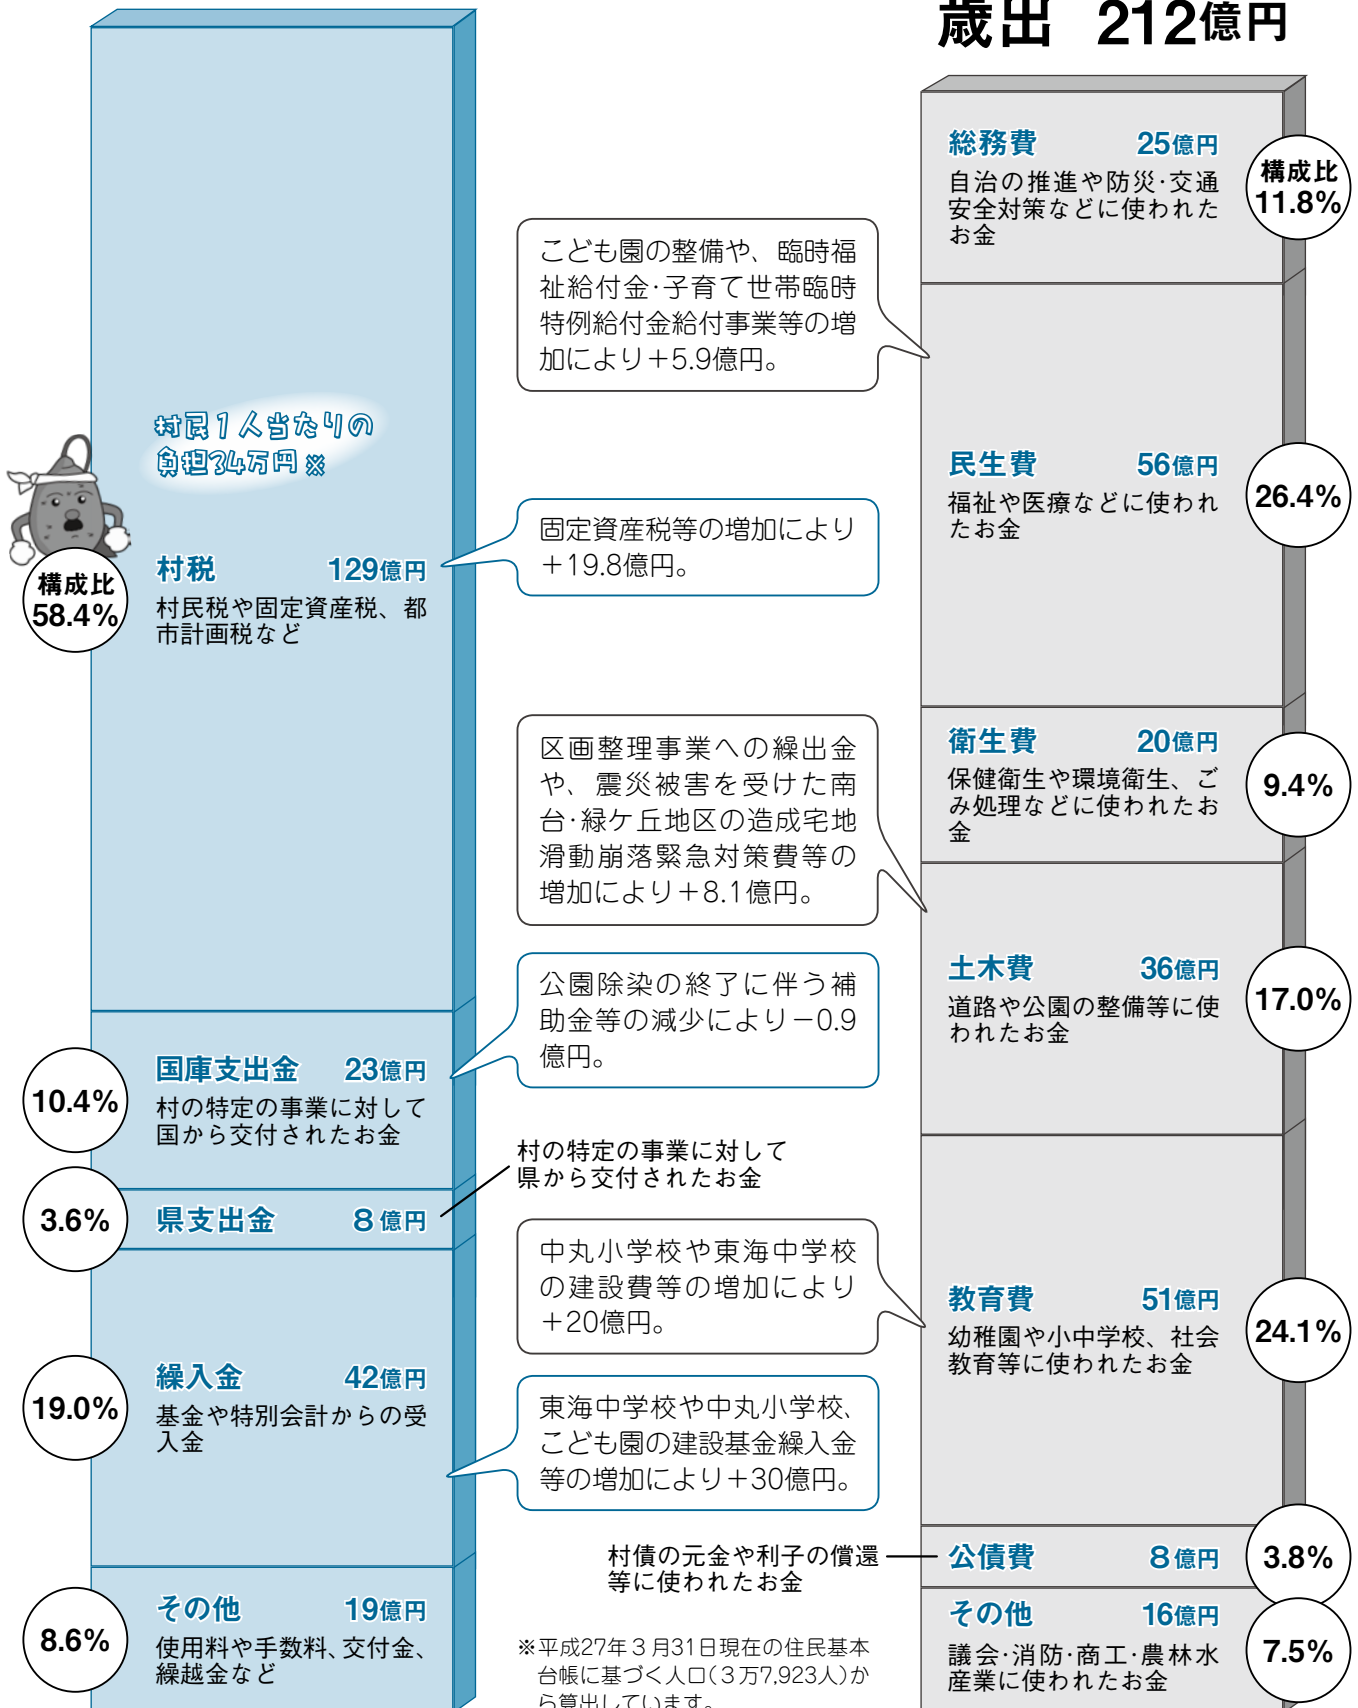 歳出 212億円
村民1人当たりの
負担34万円※
構成比
58.4%
村税 129億円
村民税や固定資産税、都
市計画税など
固定資産税等の増加により
+19.8億円。
10.4%
国庫支出金 23億円
村の特定の事業に対して
国から交付されたお金
公園除染の終了に伴う補
助金等の減少により−0.9
億円。
3.6%
県支出金 8億円
村の特定の事業に対して
県から交付されたお金
19.0%
繰入金 42億円
基金や特別会計からの受
入金
東海中学校や中丸小学校、
こども園の建設基金繰入金
等の増加により+30億円。
8.6%
その他 19億円
使用料や手数料、交付金、
繰越金など
総務費 25億円
自治の推進や防災・交通
安全対策などに使われた
お金
構成比
11.8%
こども園の整備や、臨時福
祉給付金・子育て世帯臨時
特例給付金給付事業等の増
加により+5.9億円。
民生費 56億円
福祉や医療などに使われ
たお金
26.4%
衛生費 20億円
保健衛生や環境衛生、ご
み処理などに使われたお
金
9.4%
区画整理事業への繰出金
や、震災被害を受けた南
台・緑ケ丘地区の造成宅地
滑動崩落緊急対策費等の
増加により+8.1億円。
土木費 36億円
道路や公園の整備等に使
われたお金
17.0%
中丸小学校や東海中学校
の建設費等の増加により
+20億円。
教育費 51億円
幼稚園や小中学校、社会
教育等に使われたお金
24.1%
村債の元金や利子の償還
等に使われたお金
公債費 8億円
3.8%
その他 16億円
議会・消防・商工・農林水
産業に使われたお金
7.5%
※平成27年3月31日現在の住民基本
台帳に基づく人口(3万7,923人)か
ら算出しています。